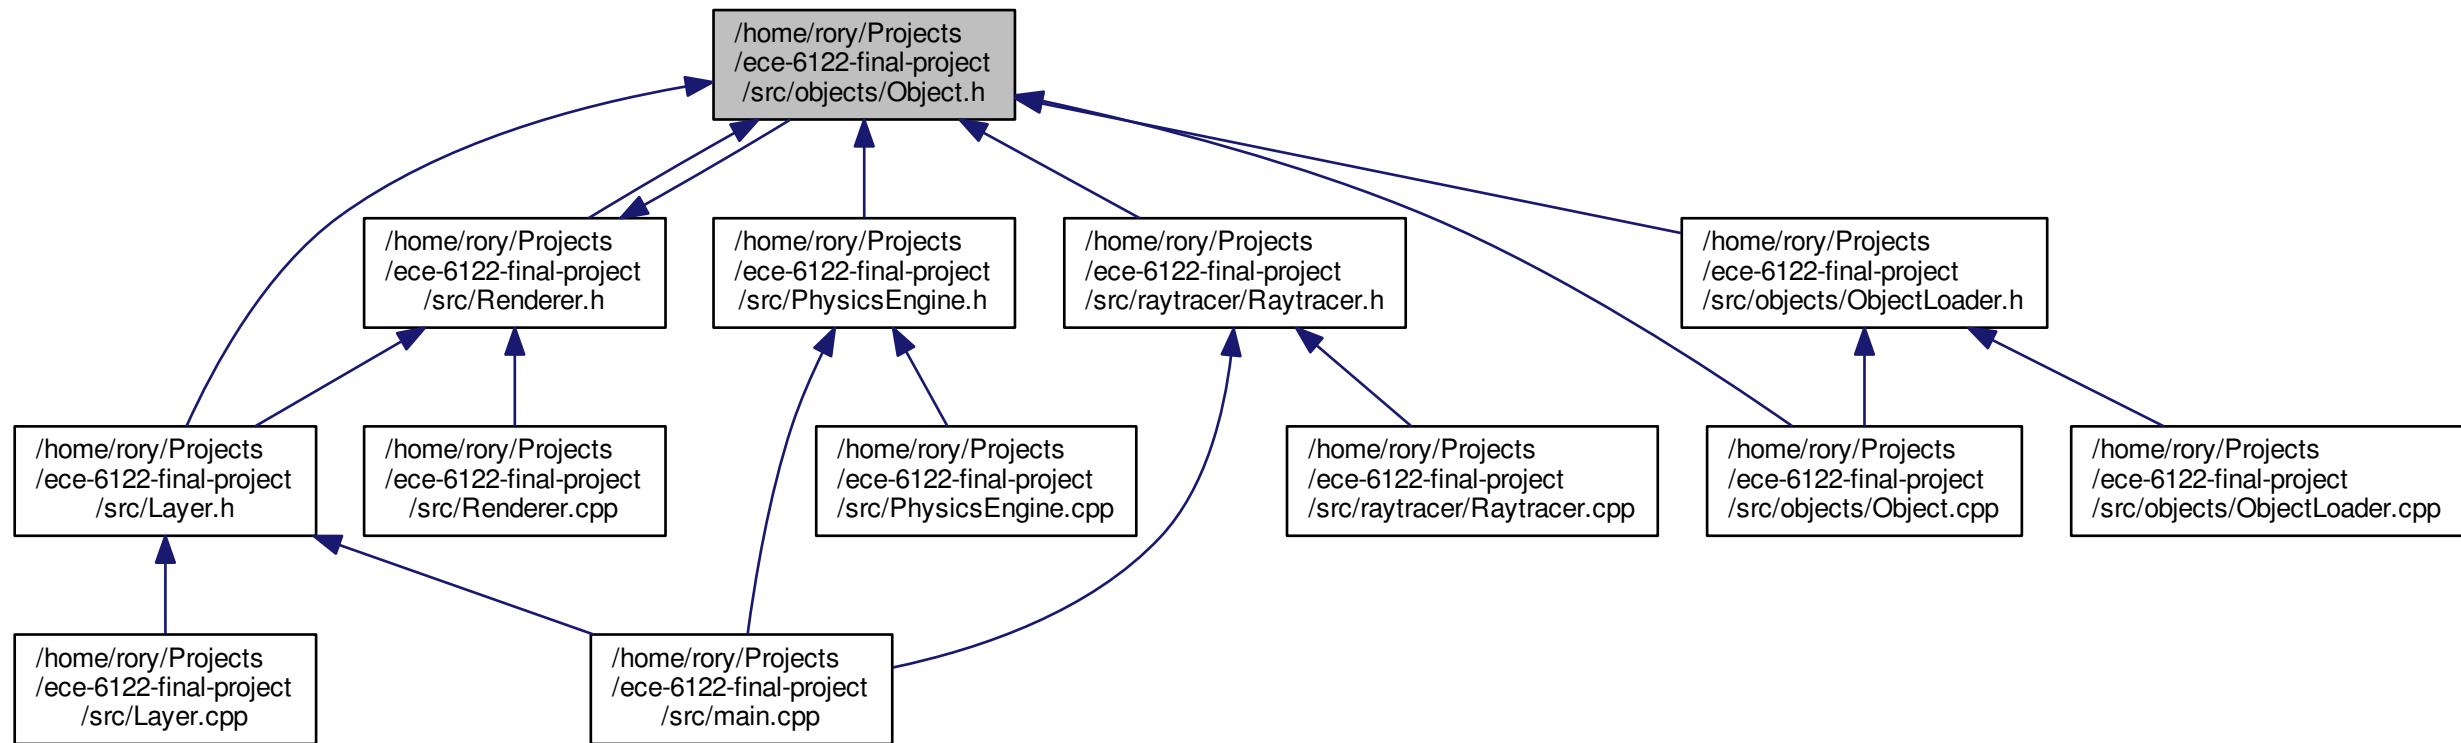 /home/rory/Projects
/ece-6122-final-project
/src/objects/Object.h
/home/rory/Projects
/ece-6122-final-project
/src/Renderer.h
/home/rory/Projects
/ece-6122-final-project
/src/PhysicsEngine.h
/home/rory/Projects
/ece-6122-final-project
/src/raytracer/Raytracer.h
/home/rory/Projects
/ece-6122-final-project
/src/objects/ObjectLoader.h
/home/rory/Projects
/ece-6122-final-project
/src/Layer.h
/home/rory/Projects
/ece-6122-final-project
/src/Renderer.cpp
/home/rory/Projects
/ece-6122-final-project
/src/PhysicsEngine.cpp
/home/rory/Projects
/ece-6122-final-project
/src/raytracer/Raytracer.cpp
/home/rory/Projects
/ece-6122-final-project
/src/objects/Object.cpp
/home/rory/Projects
/ece-6122-final-project
/src/objects/ObjectLoader.cpp
/home/rory/Projects
/ece-6122-final-project
/src/Layer.cpp
/home/rory/Projects
/ece-6122-final-project
/src/main.cpp